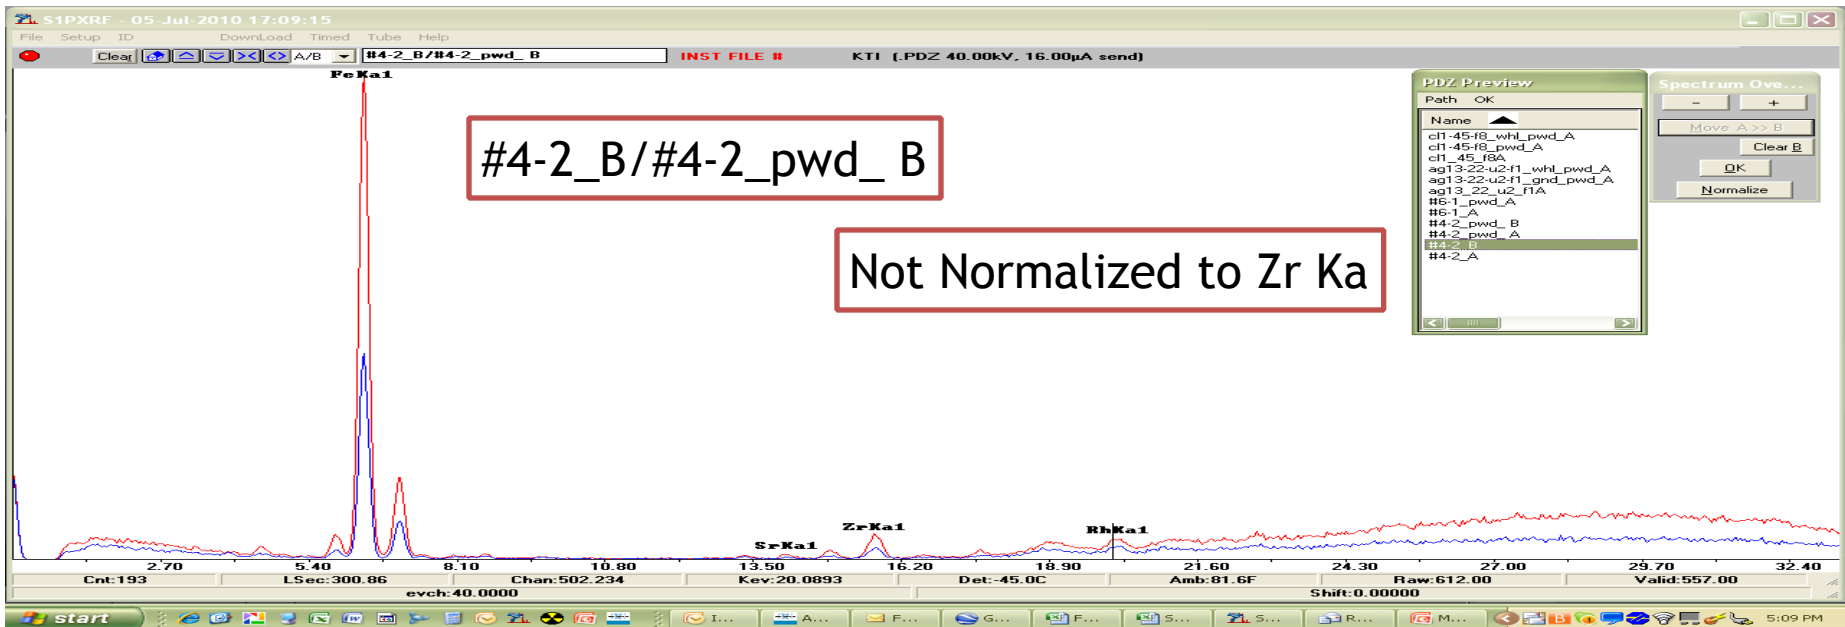 S1PXRF - 05-Jul-2010 17:09:15
File Setup ID DownLoad Timed Tube Help
Clear A/B #4-2_B/#4-2_pwd_ B INST FILE # KTI (.PDZ 40.00kV, 16.00µA send)
FeKa1
#4-2_B/#4-2_pwd_ B
Not Normalized to Zr Ka
PDZ Preview
Path OK
Name
cl1-45-f8_whl_pwd_A
cl1-45-f8_pwd_A
cl1_45_f8A
ag13-22-u2-f1_whl_pwd_A
ag13-22-u2-f1_gnd_pwd_A
ag13_22_u2_f1A
#6-1_pwd_A
#6-1_A
#4-2_pwd_ B
#4-2_pwd_ A
#4-2_B
#4-2_A
Spectrum Ove...
- +
Move A >> B
Clear B
OK
Normalize
ZrKa1
RhKa1
SrKa1
2.70 5.40 8.10 10.80 13.50 16.20 18.90 21.60 24.30 27.00 29.70 32.40
Cnt:193 LSec:300.86 Chan:502.234 Kev:20.0893 Det:-45.0C Amb:81.6F Raw:612.00 Valid:557.00
evch:40.0000 Shift:0.00000
start I... A... F... G... F... S... S... R... M... 5:09 PM